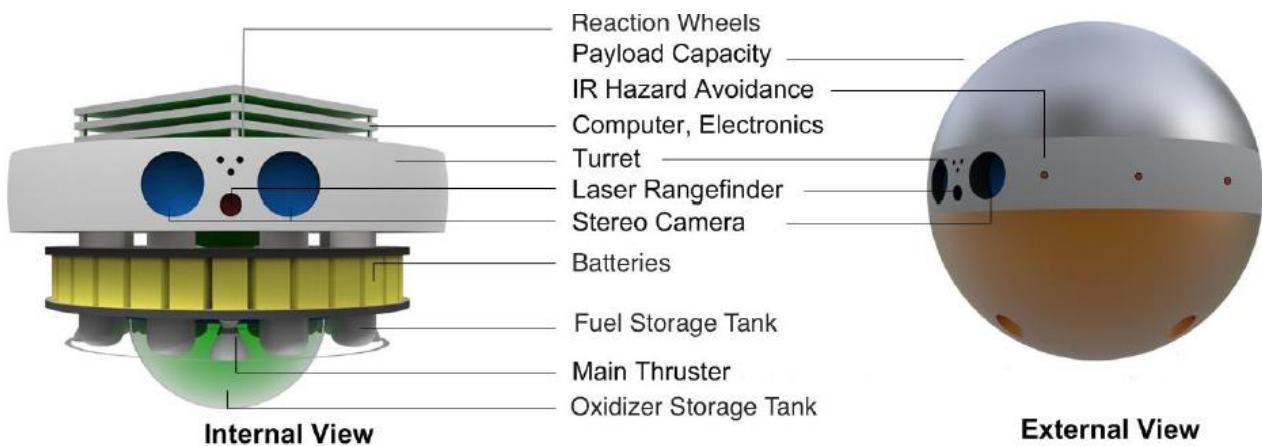 Reaction Wheels
Payload Capacity
IR Hazard Avoidance
Computer, Electronics
Turret
Laser Rangefinder
Stereo Camera
Batteries
Fuel Storage Tank
Main Thruster
Oxidizer Storage Tank
Internal View
External View